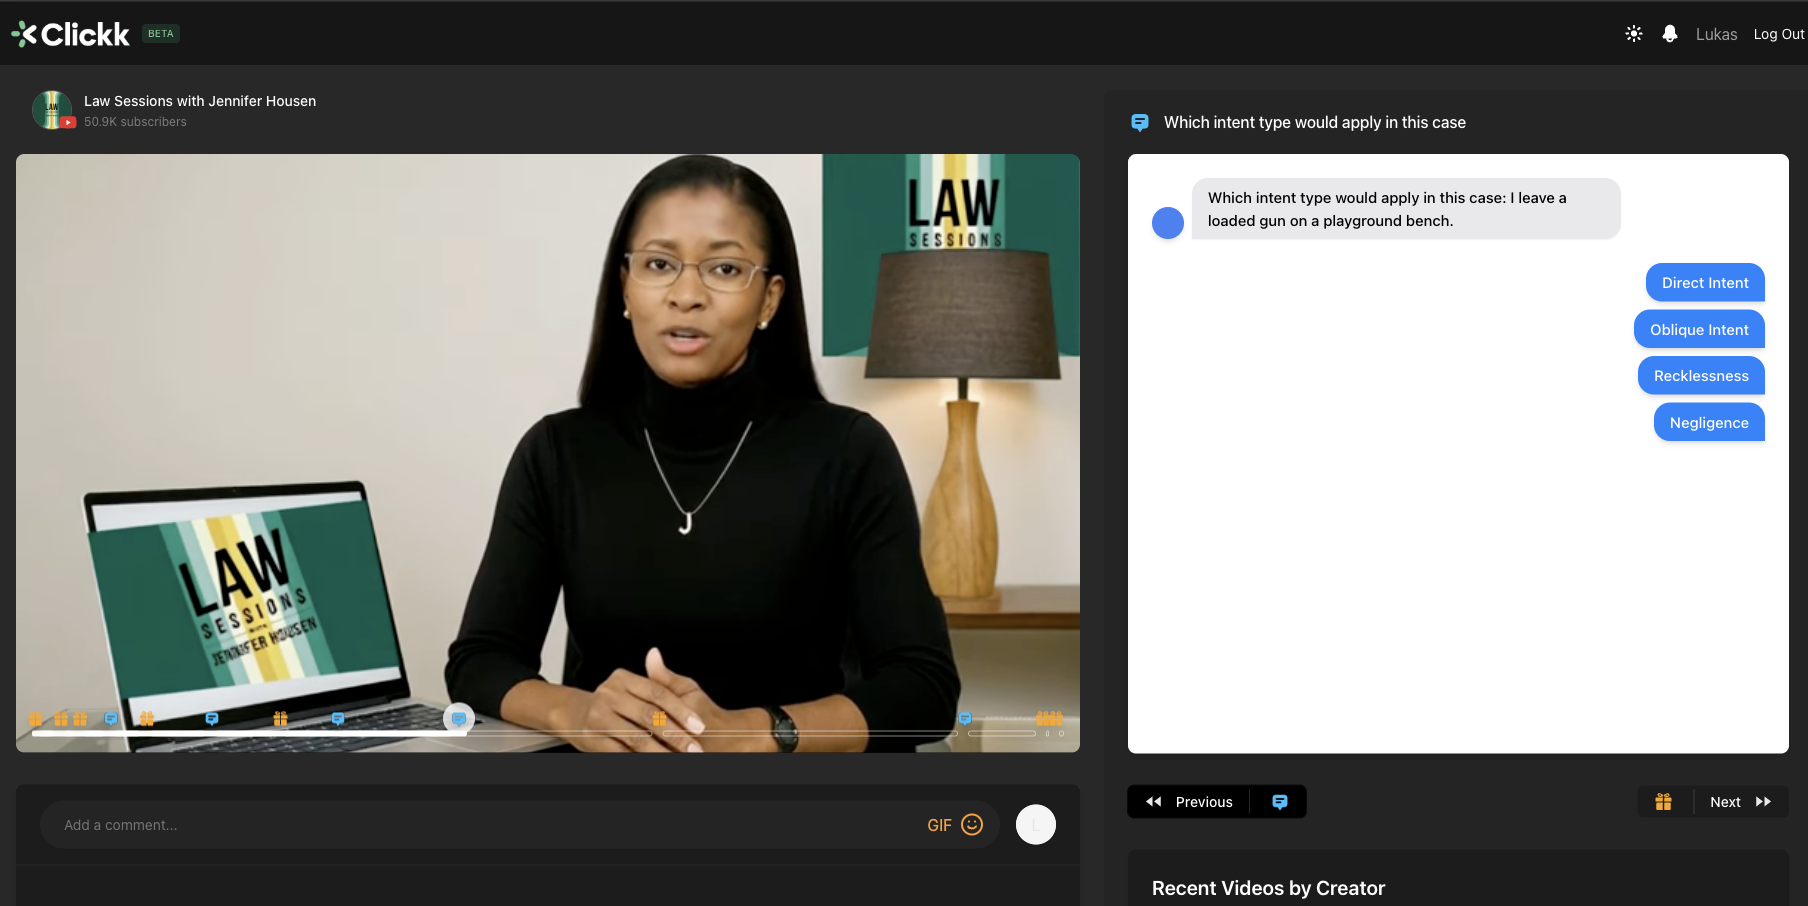 Clickk
BETA
Lukas
Log Out
Law Sessions with Jennifer Housen
50.9K subscribers
Which intent type would apply in this case
LAW
SESSIONS
J
LAW
SESSIONS
WITH
JENNIFER HOUSEN
Which intent type would apply in this case: I leave a
loaded gun on a playground bench.
Direct Intent
Oblique Intent
Recklessness
Negligence
Add a comment...
GIF
L
Previous
Next
Recent Videos by Creator